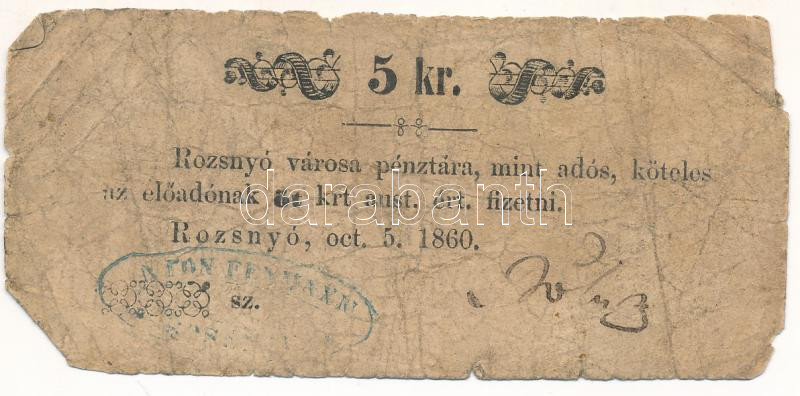 5 kr.
Rozsnyó városa pénztára, mint adós, köteles
az előadónak krt aust. ért. fizetni.
Rozsnyó, oct. 5. 1860.
sz.
darabanth